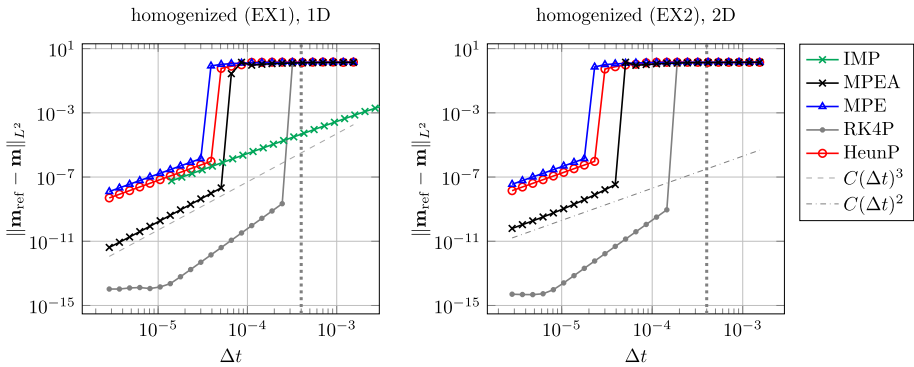 homogenized (EX1), 1D
10^1
10^−3
10^−7
10^−11
10^−15
‖m_ref − m‖_{L^2}
10^−5
10^−4
10^−3
Δt
homogenized (EX2), 2D
10^1
10^−3
10^−7
10^−11
10^−15
‖m_ref − m‖_{L^2}
10^−5
10^−4
10^−3
Δt
IMP
MPEA
MPE
RK4P
HeunP
C(Δt)^3
C(Δt)^2